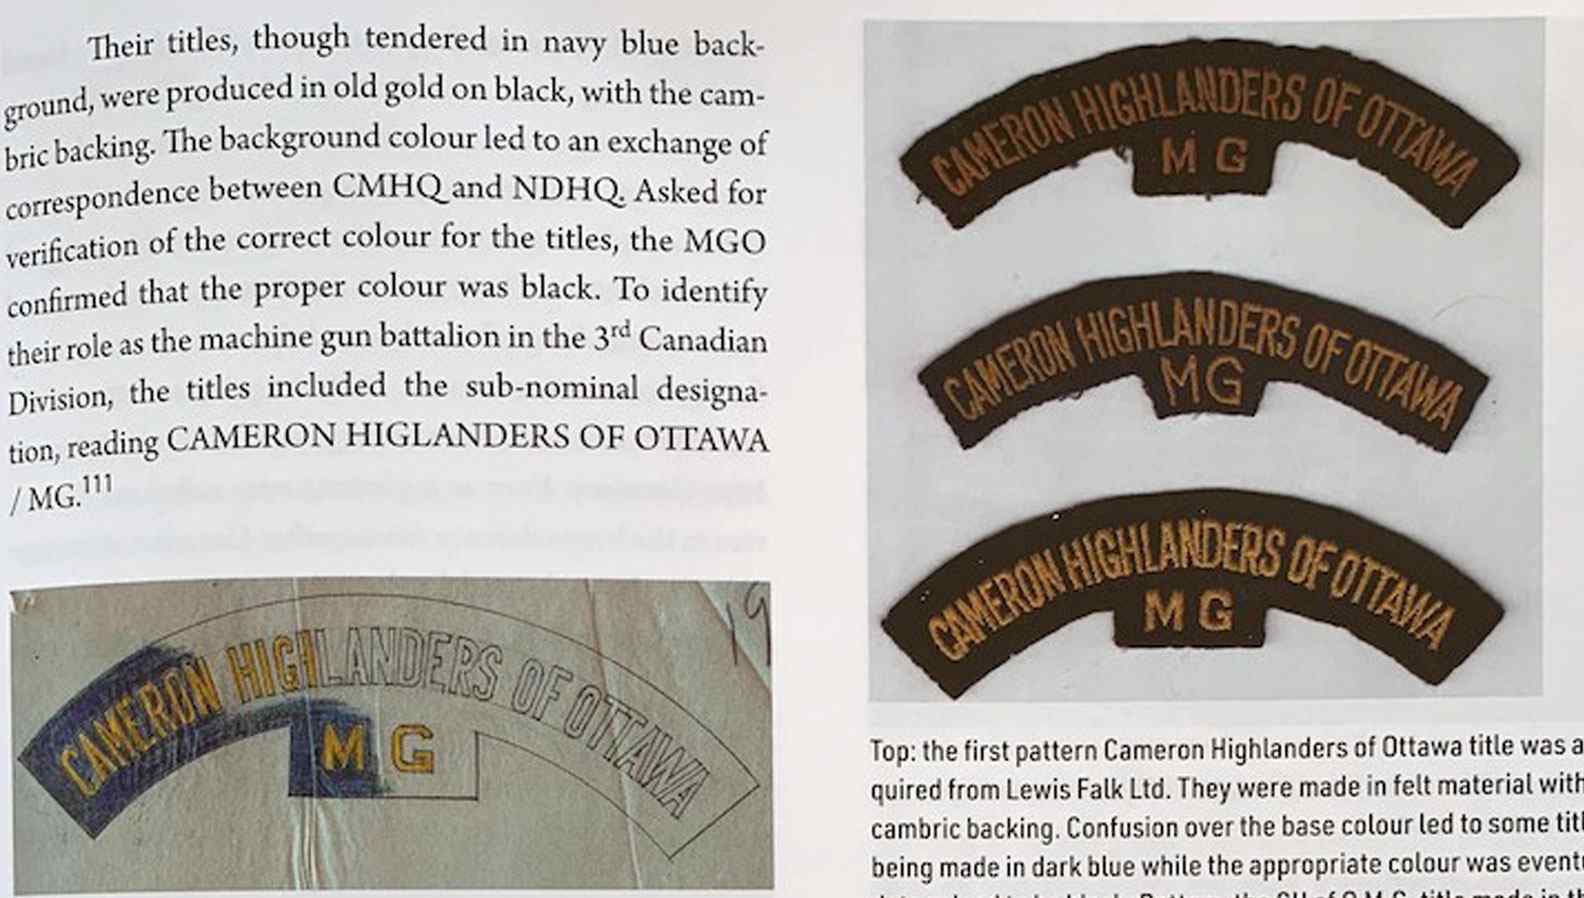 Their titles, though tendered in navy blue back-
ground, were produced in old gold on black, with the cam-
bric backing. The background colour led to an exchange of
correspondence between CMHQ and NDHQ. Asked for
verification of the correct colour for the titles, the MGO
confirmed that the proper colour was black. To identify
their role as the machine gun battalion in the 3rd Canadian
Division, the titles included the sub-nominal designa-
tion, reading CAMERON HIGLANDERS OF OTTAWA
/ MG.111
CAMERON HIGHLANDERS OF OTTAWA
M G
CAMERON HIGHLANDERS OF OTTAWA
M G
CAMERON HIGHLANDERS OF OTTAWA
MG
CAMERON HIGHLANDERS OF OTTAWA
M G
Top: the first pattern Cameron Highlanders of Ottawa title was a
quired from Lewis Falk Ltd. They were made in felt material with
cambric backing. Confusion over the base colour led to some titl
being made in dark blue while the appropriate colour was eventu